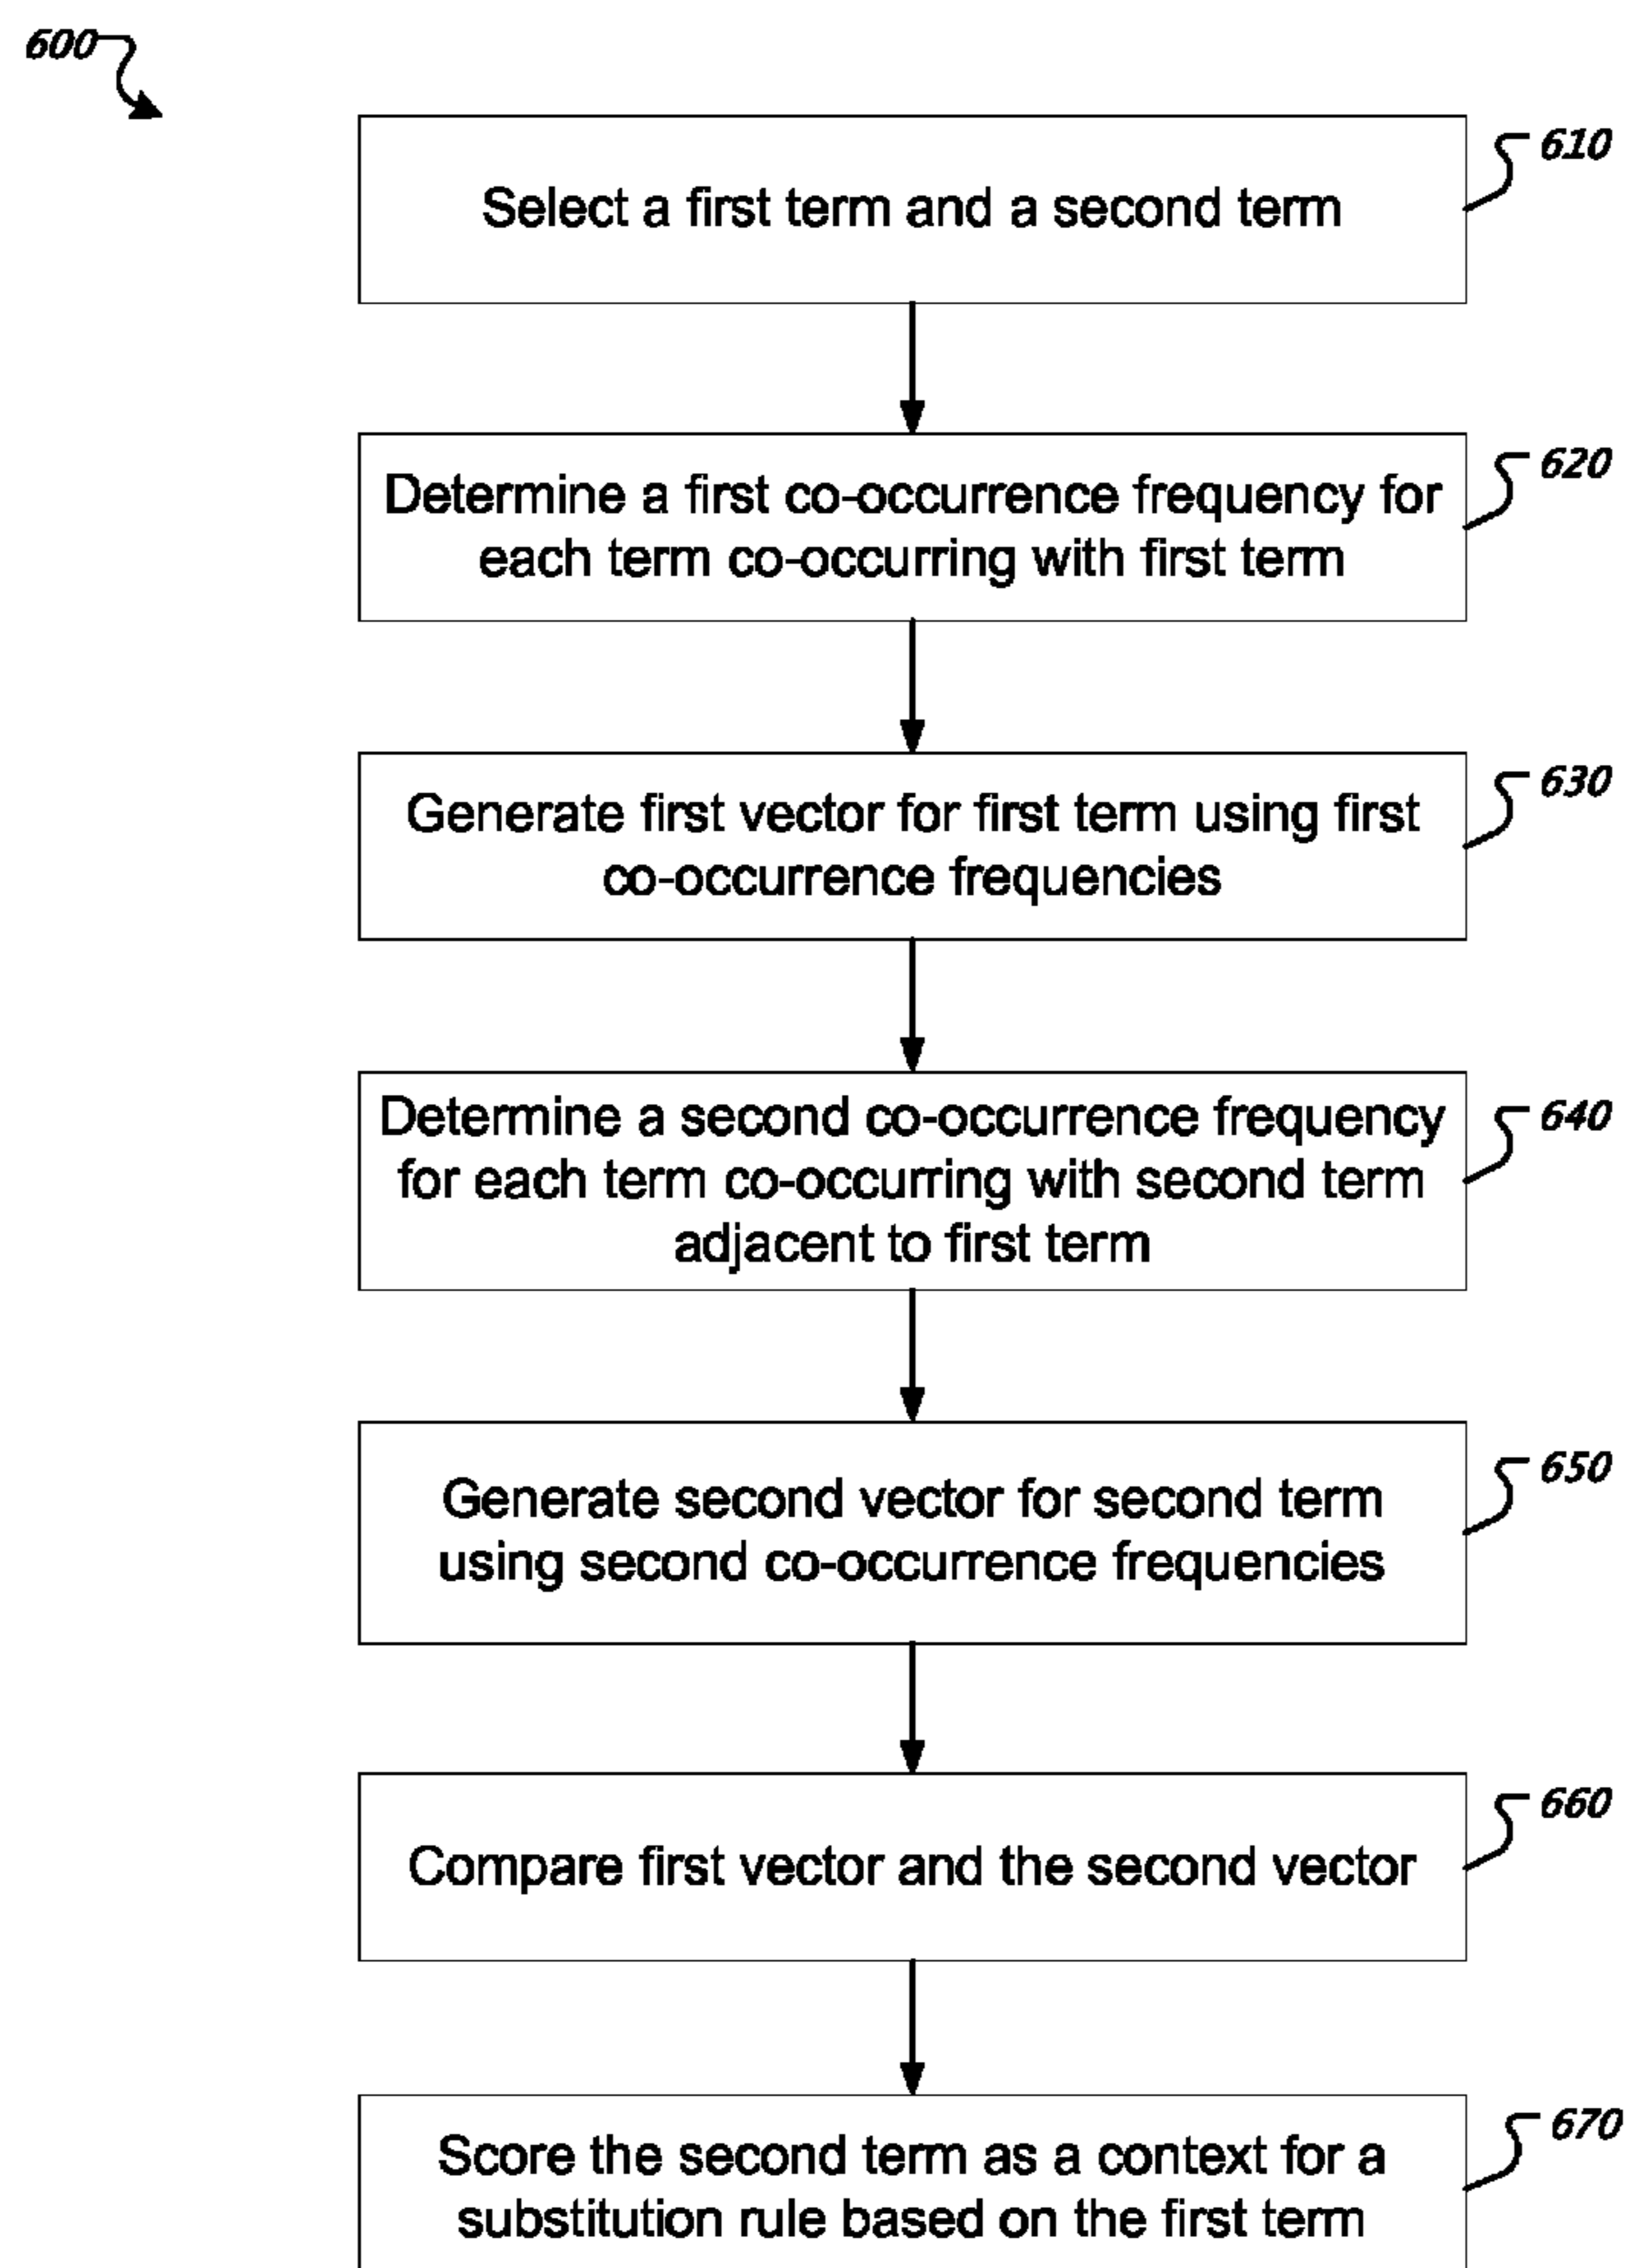 600
Select a first term and a second term
610
Determine a first co-occurrence frequency for
each term co-occurring with first term
620
Generate first vector for first term using first
co-occurrence frequencies
630
Determine a second co-occurrence frequency
for each term co-occurring with second term
adjacent to first term
640
Generate second vector for second term
using second co-occurrence frequencies
650
Compare first vector and the second vector
660
Score the second term as a context for a
substitution rule based on the first term
670